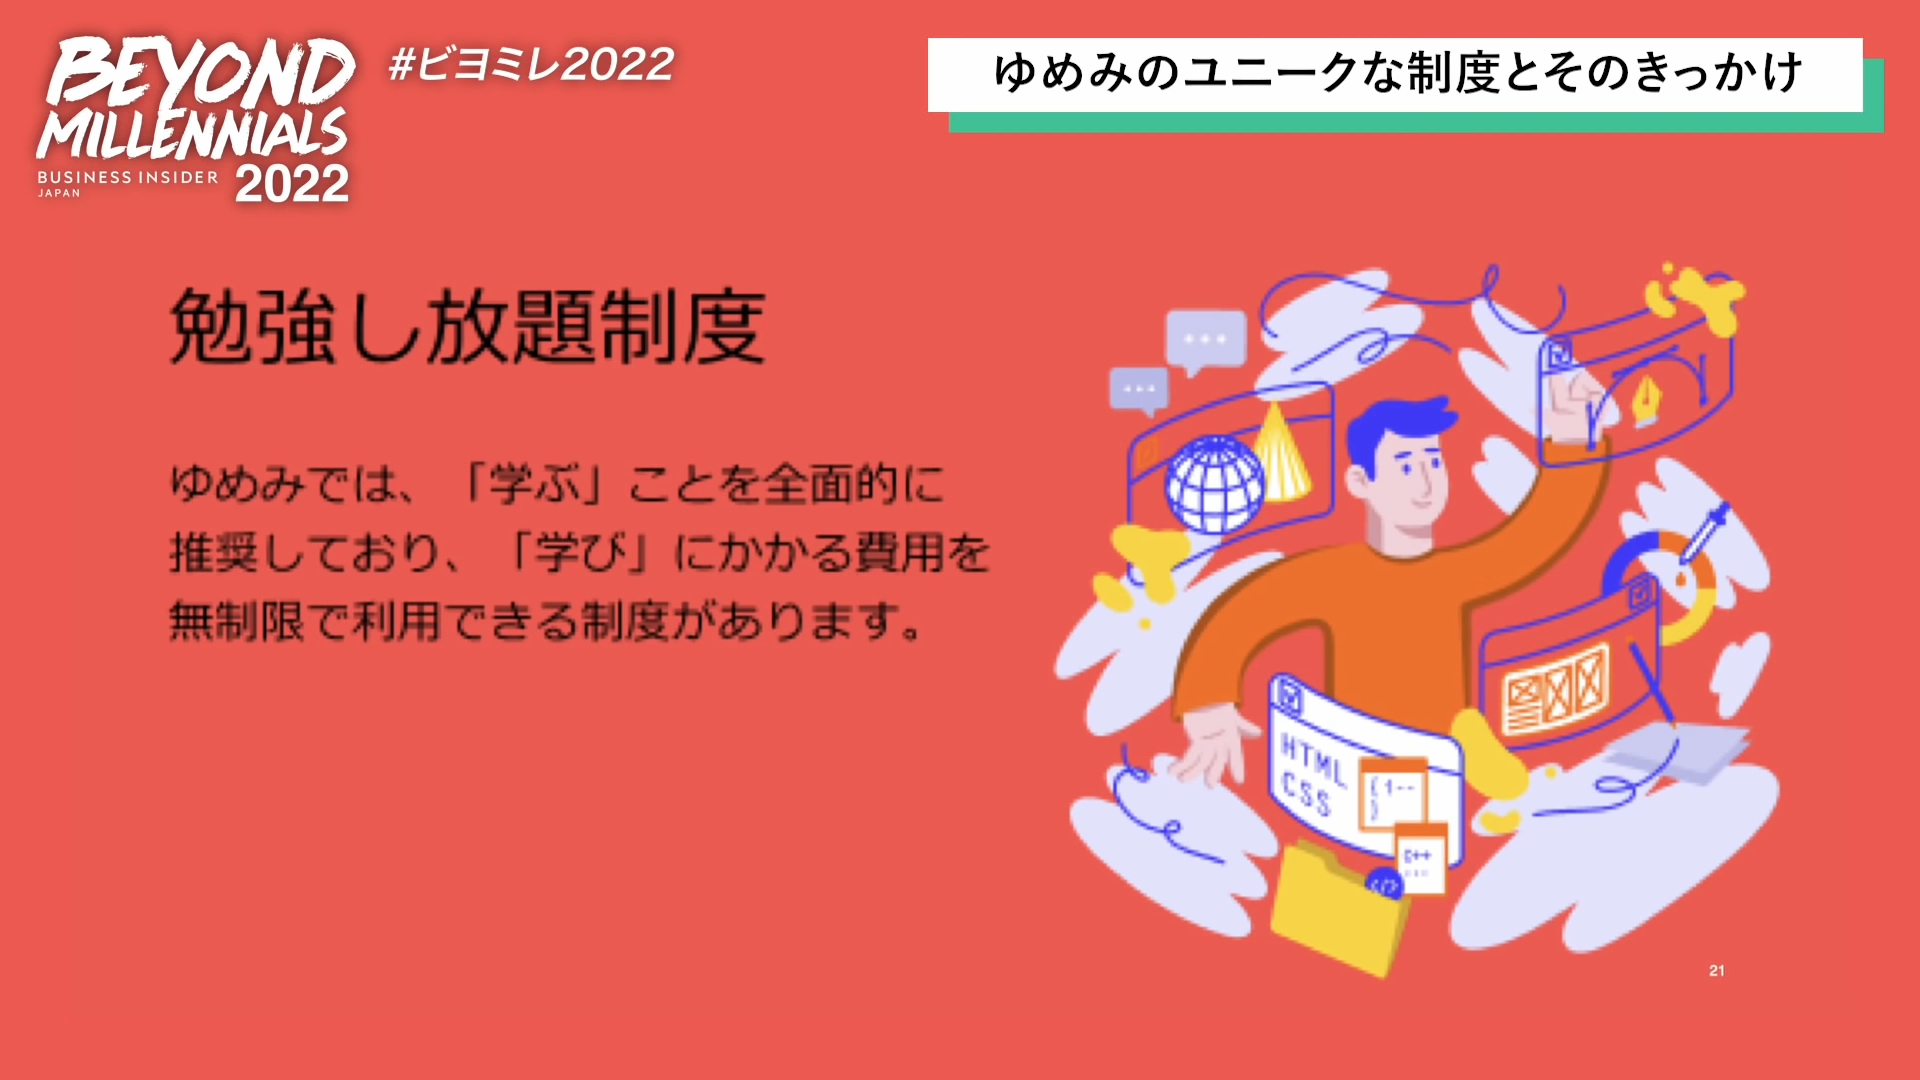 BEYOND
MILLENNIALS
BUSINESS INSIDER
JAPAN
2022
#ビヨミレ2022
ゆめみのユニークな制度とそのきっかけ
勉強し放題制度
ゆめみでは、「学ぶ」ことを全面的に
推奨しており、「学び」にかかる費用を
無制限で利用できる制度があります。
HTML
CSS
{1--
}
</>
21